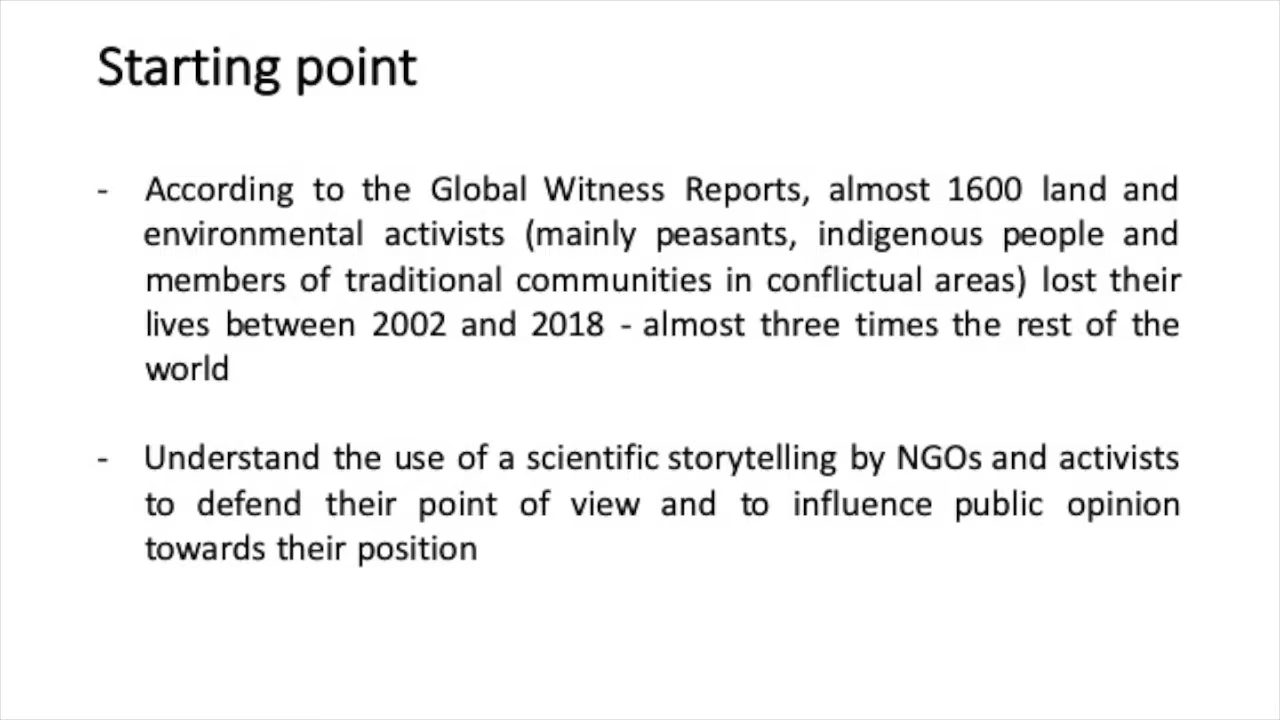 Starting point
- According to the Global Witness Reports, almost 1600 land and
environmental activists (mainly peasants, indigenous people and
members of traditional communities in conflictual areas) lost their
lives between 2002 and 2018 - almost three times the rest of the
world
- Understand the use of a scientific storytelling by NGOs and activists
to defend their point of view and to influence public opinion
towards their position